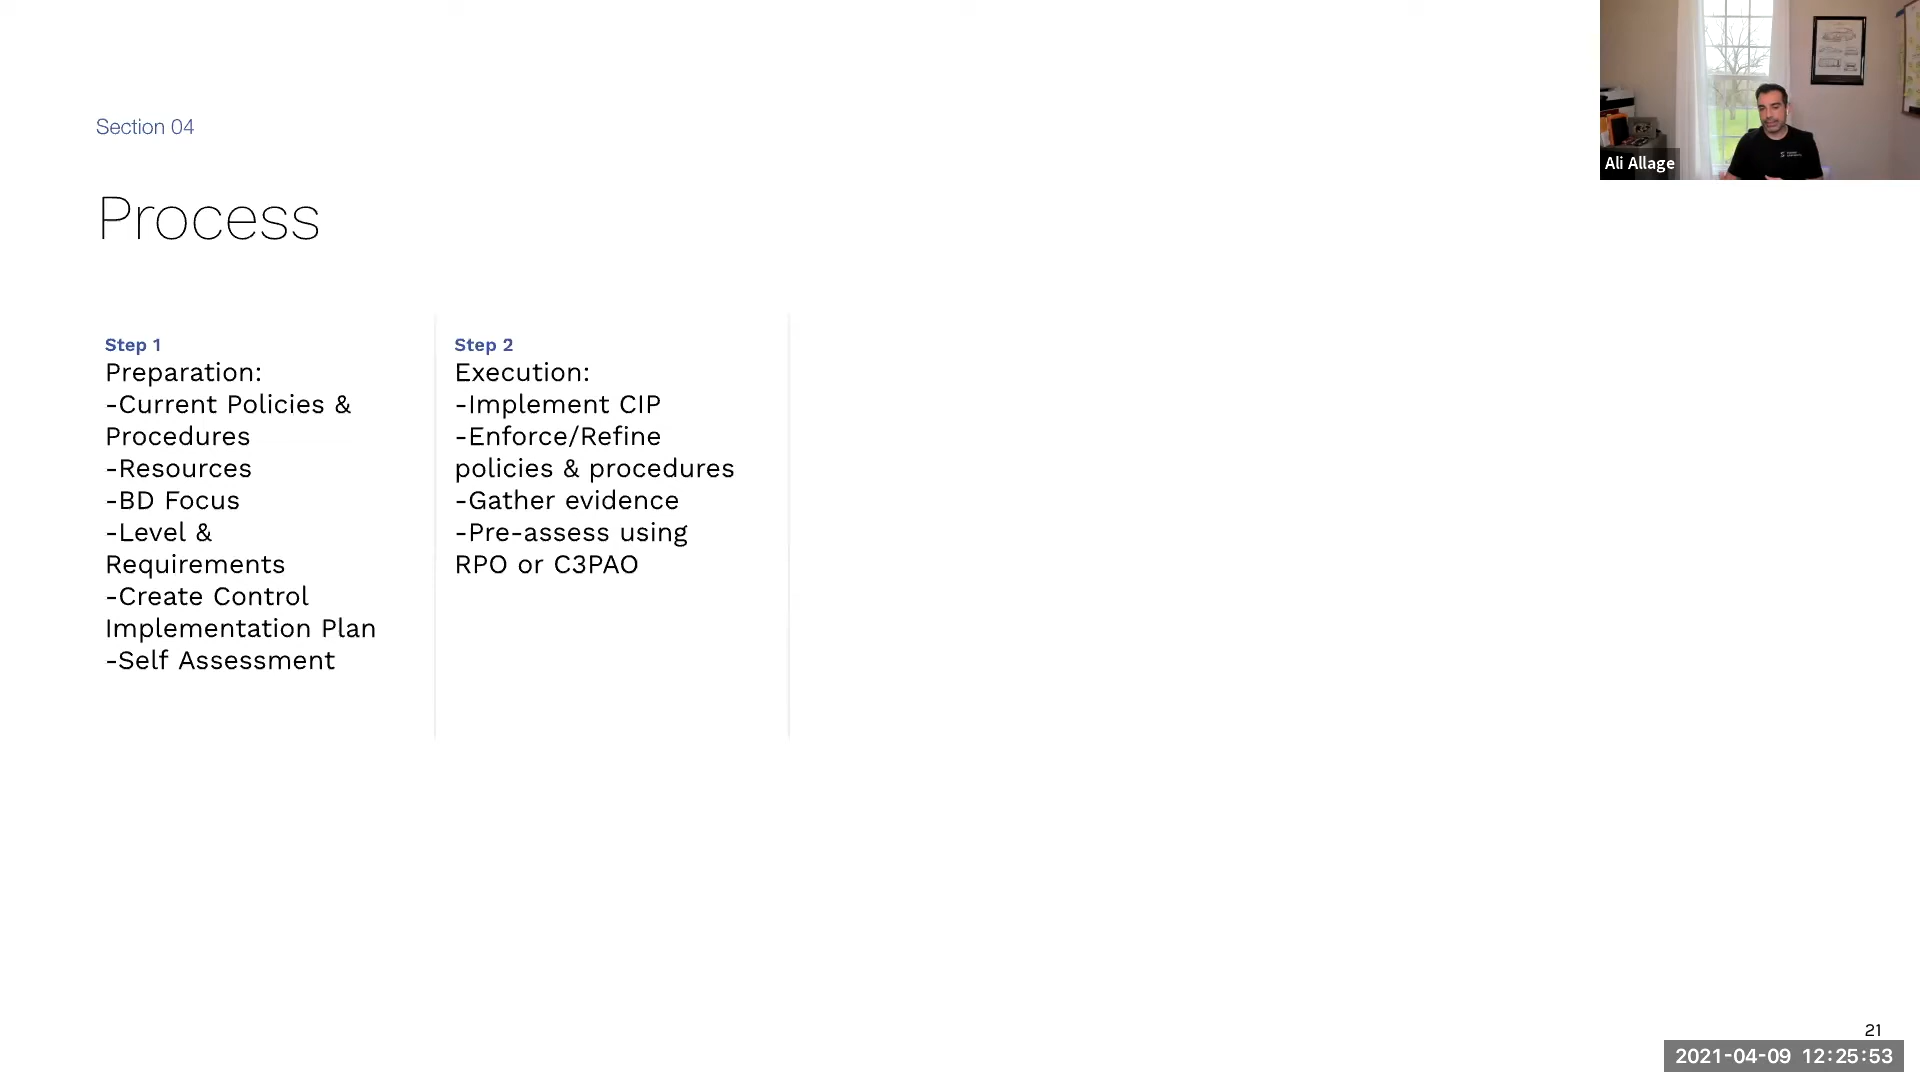 Section 04
Process
Step 1
Preparation:
-Current Policies &
Procedures
-Resources
-BD Focus
-Level &
Requirements
-Create Control
Implementation Plan
-Self Assessment
Step 2
Execution:
-Implement CIP
-Enforce/Refine
policies & procedures
-Gather evidence
-Pre-assess using
RPO or C3PAO
Ali Allage
21
2021-04-09 12:25:53